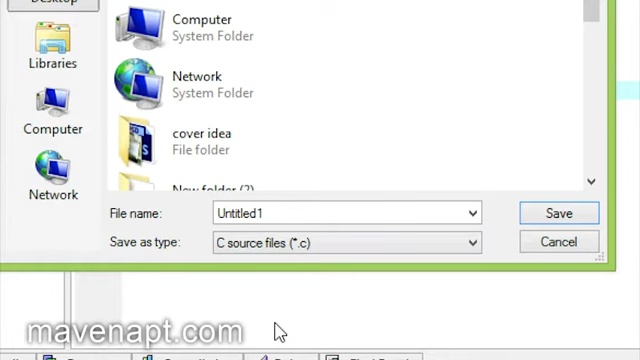 Desktop
Computer
System Folder
Libraries
Network
System Folder
Computer
cover idea
File folder
Network
New folder (2)
File name:
Untitled1
Save
Save as type:
C source files (*.c)
Cancel
mavenapt.com